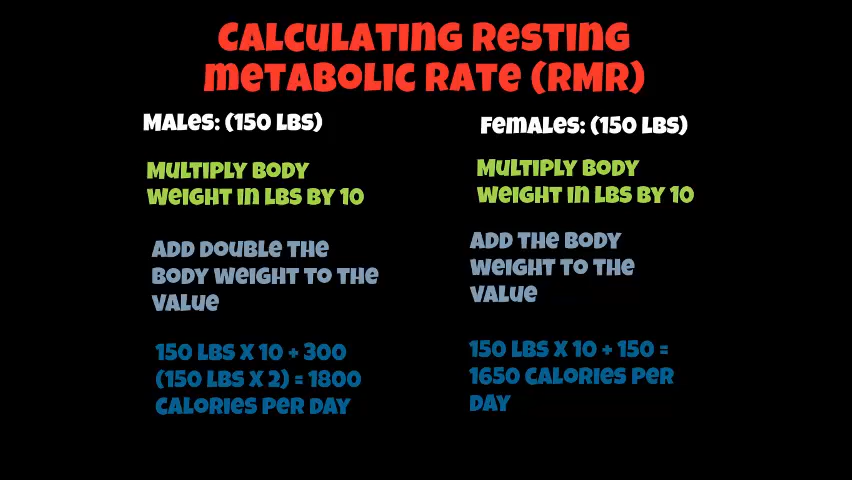 CALCULATING RESTING
METABOLIC RATE (RMR)
MALES: (150 LBS)
MULTIPLY BODY
WEIGHT IN LBS BY 10
ADD DOUBLE THE
BODY WEIGHT TO THE
VALUE
150 LBS X 10 + 300
(150 LBS X 2) = 1800
CALORIES PER DAY
FEMALES: (150 LBS)
MULTIPLY BODY
WEIGHT IN LBS BY 10
ADD THE BODY
WEIGHT TO THE
VALUE
150 LBS X 10 + 150 =
1650 CALORIES PER
DAY